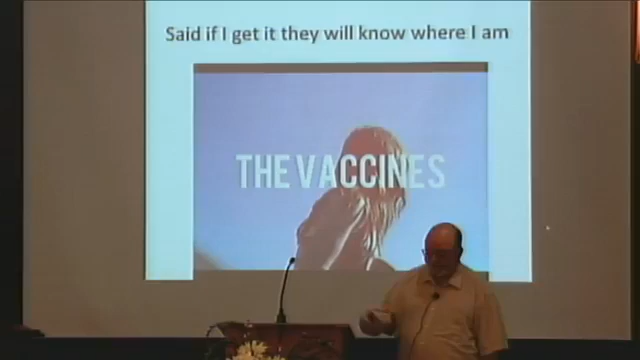 Said if I get it they will know where I am
THE VACCINES